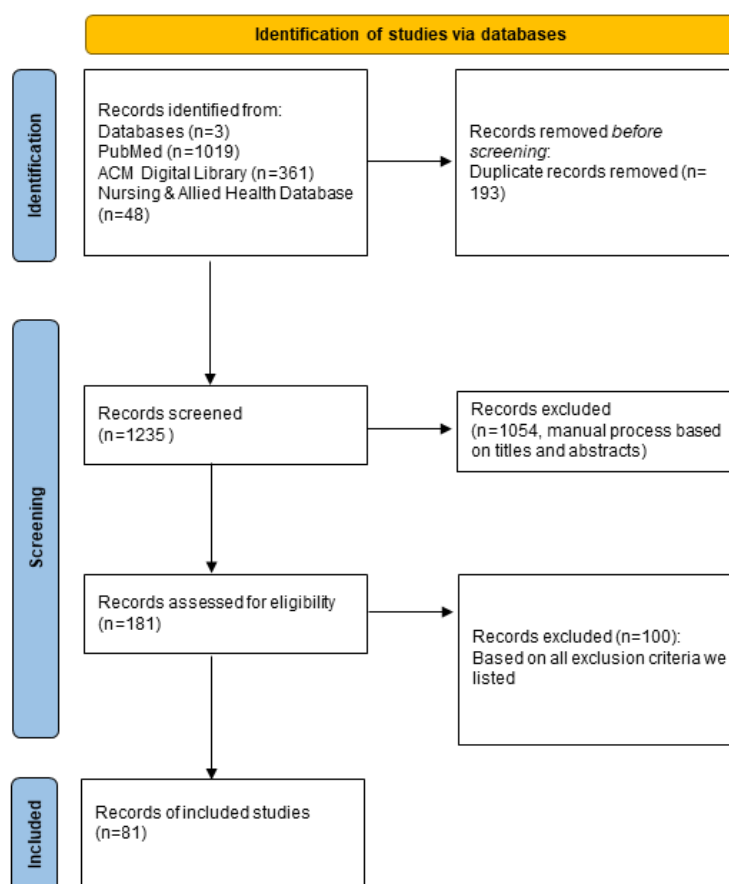 Identification of studies via databases
Identification
Records identified from:
Databases (n=3)
PubMed (n=1019)
ACM Digital Library (n=361)
Nursing & Allied Health Database
(n=48)
Records removed before
screening:
Duplicate records removed (n=
193)
Screening
Records screened
(n=1235 )
Records excluded
(n=1054, manual process based
on titles and abstracts)
Records assessed for eligibility
(n=181)
Records excluded (n=100):
Based on all exclusion criteria we
listed
Included
Records of included studies
(n=81)